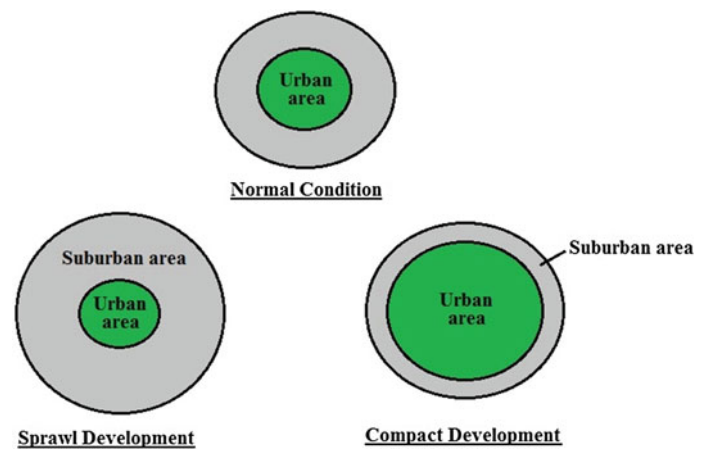 Urban
area
Normal Condition
Suburban area
Urban
area
Sprawl Development
Suburban area
Urban
area
Compact Development